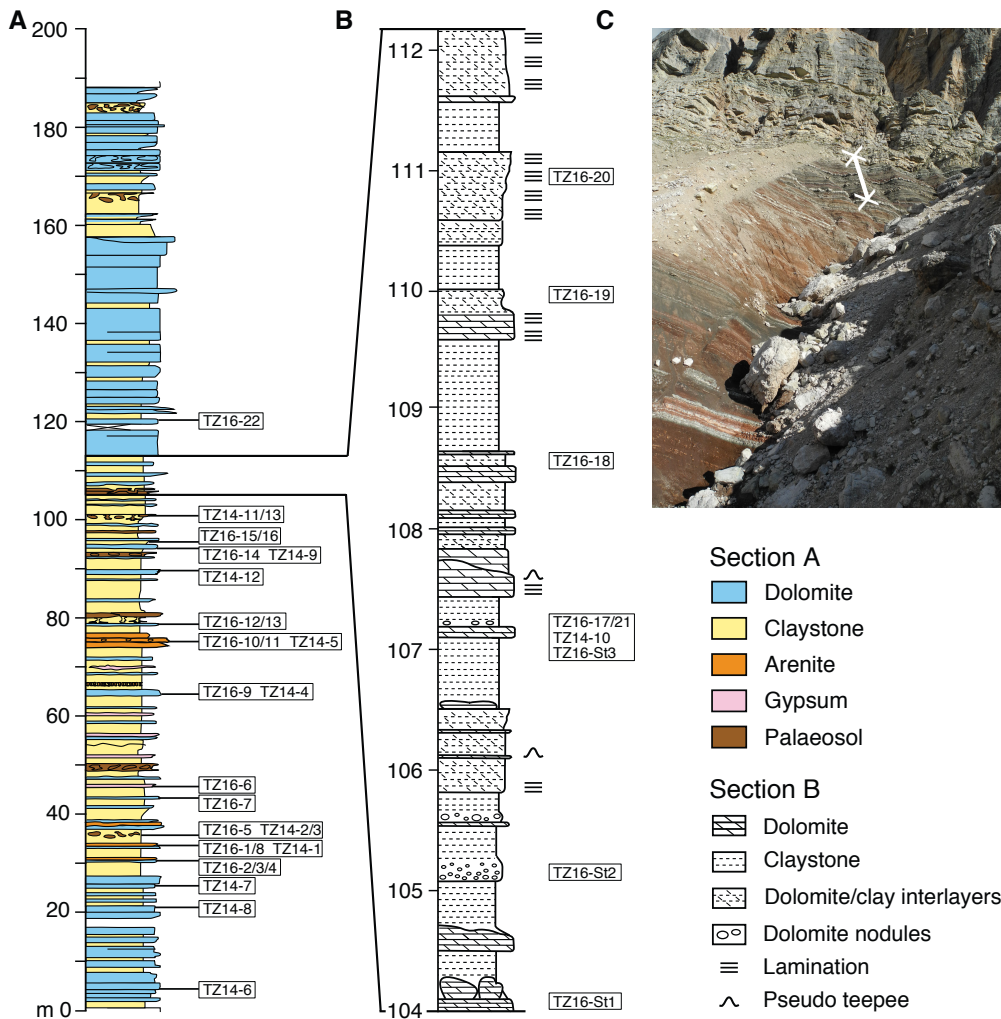 A
B
C
200
180
160
140
120
100
80
60
40
20
m 0
TZ16-22
TZ14-11/13
TZ16-15/16
TZ16-14 TZ14-9
TZ14-12
TZ16-12/13
TZ16-10/11 TZ14-5
TZ16-9 TZ14-4
TZ16-6
TZ16-7
TZ16-5 TZ14-2/3
TZ16-1/8 TZ14-1
TZ16-2/3/4
TZ14-7
TZ14-8
TZ14-6
112
111
110
109
108
107
106
105
104
TZ16-20
TZ16-19
TZ16-18
TZ16-17/21
TZ14-10
TZ16-St3
TZ16-St2
TZ16-St1
Section A
Dolomite
Claystone
Arenite
Gypsum
Palaeosol
Section B
Dolomite
Claystone
Dolomite/clay interlayers
Dolomite nodules
Lamination
Pseudo teepee